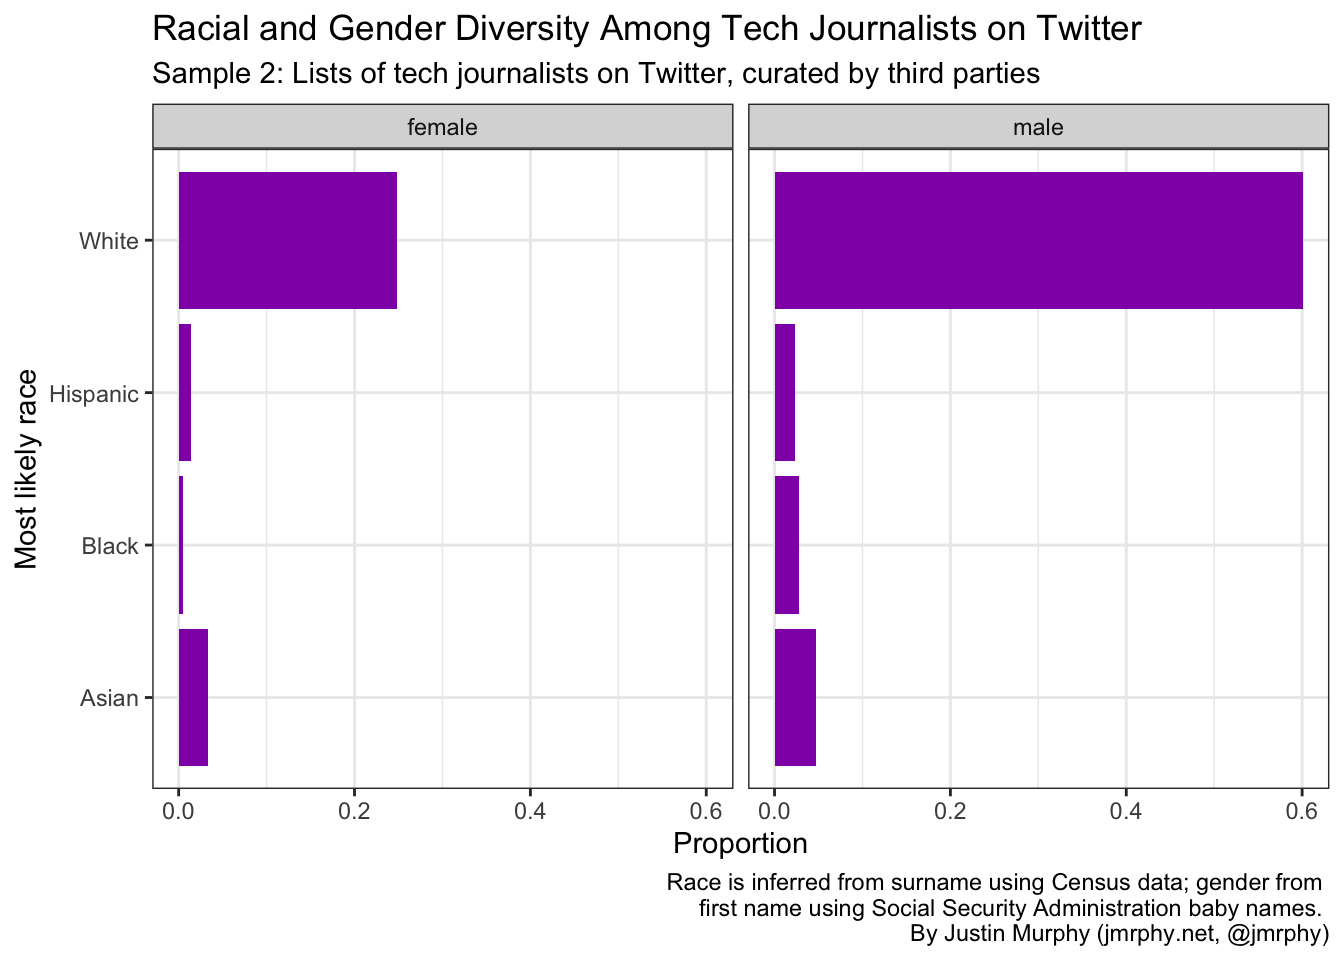 Racial and Gender Diversity Among Tech Journalists on Twitter
Sample 2: Lists of tech journalists on Twitter, curated by third parties
female
male
Most likely race
White
Hispanic
Black
Asian
0.0 0.2 0.4 0.6
0.0 0.2 0.4 0.6
Proportion
Race is inferred from surname using Census data; gender from
first name using Social Security Administration baby names.
By Justin Murphy (jmrphy.net, @jmrphy)